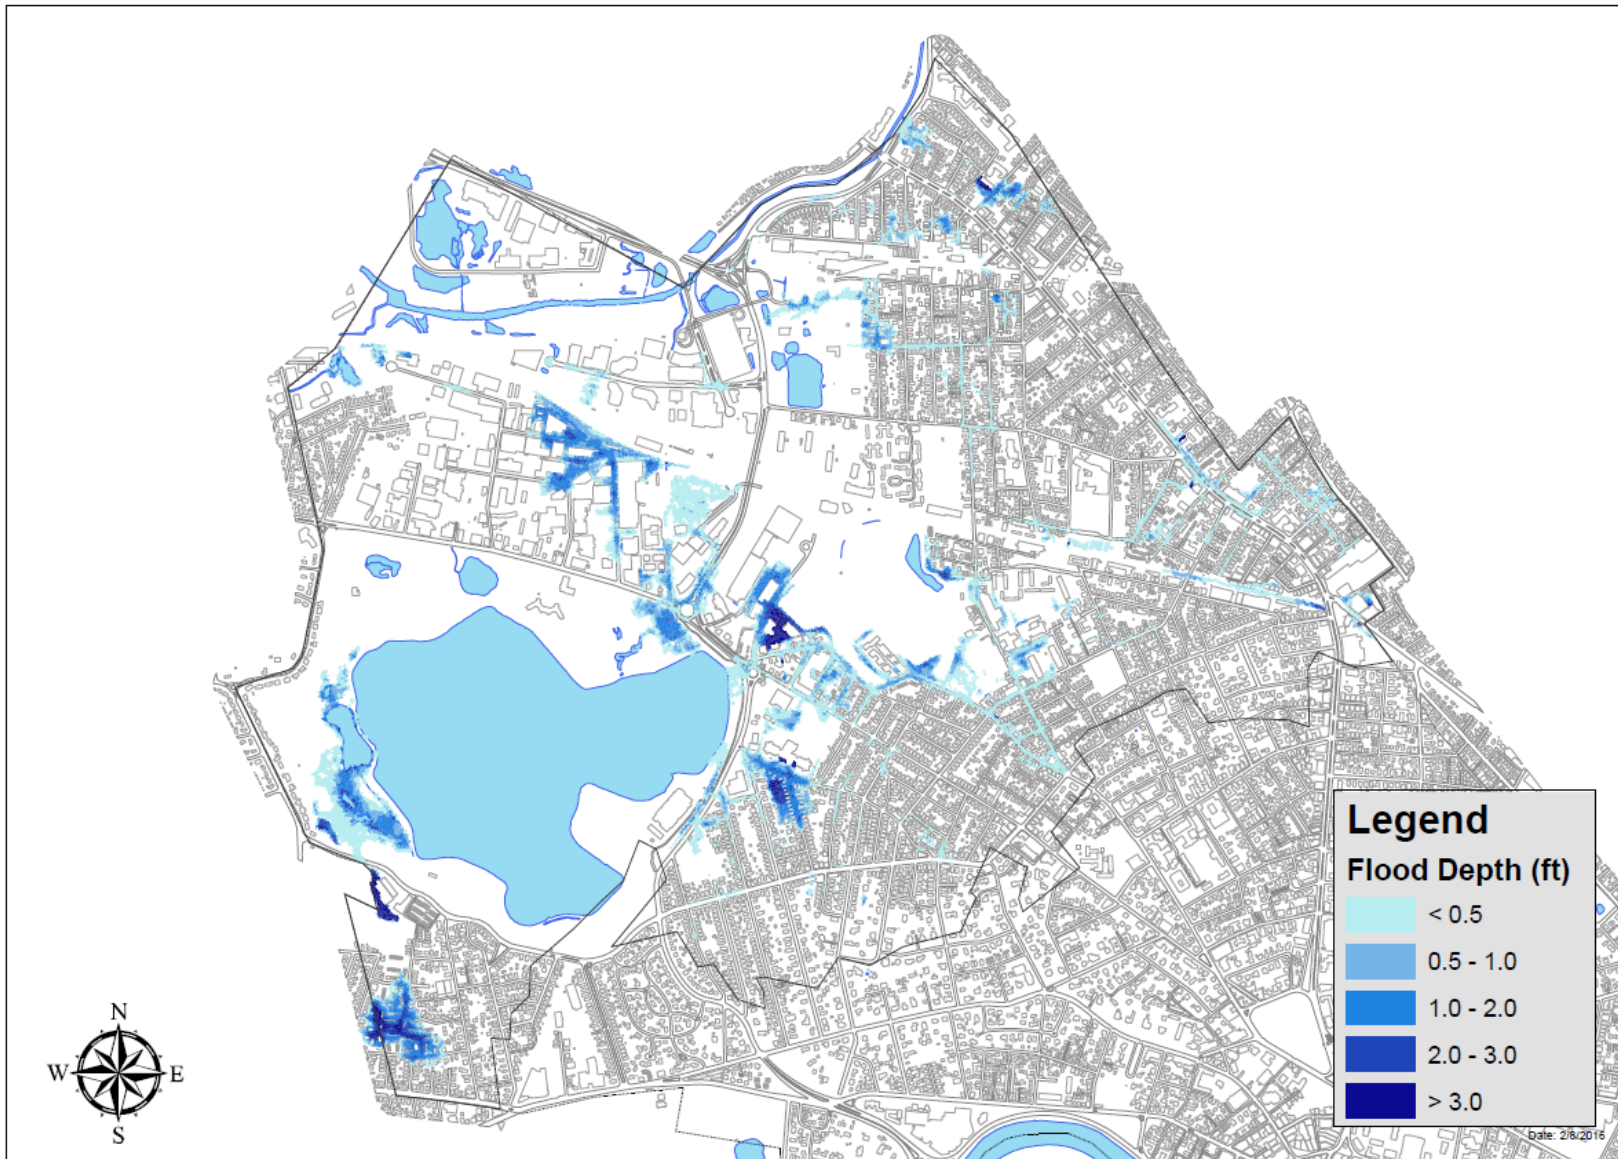 Legend
Flood Depth (ft)
< 0.5
0.5 - 1.0
1.0 - 2.0
2.0 - 3.0
> 3.0
Date: 2/8/2016
N
W E
S